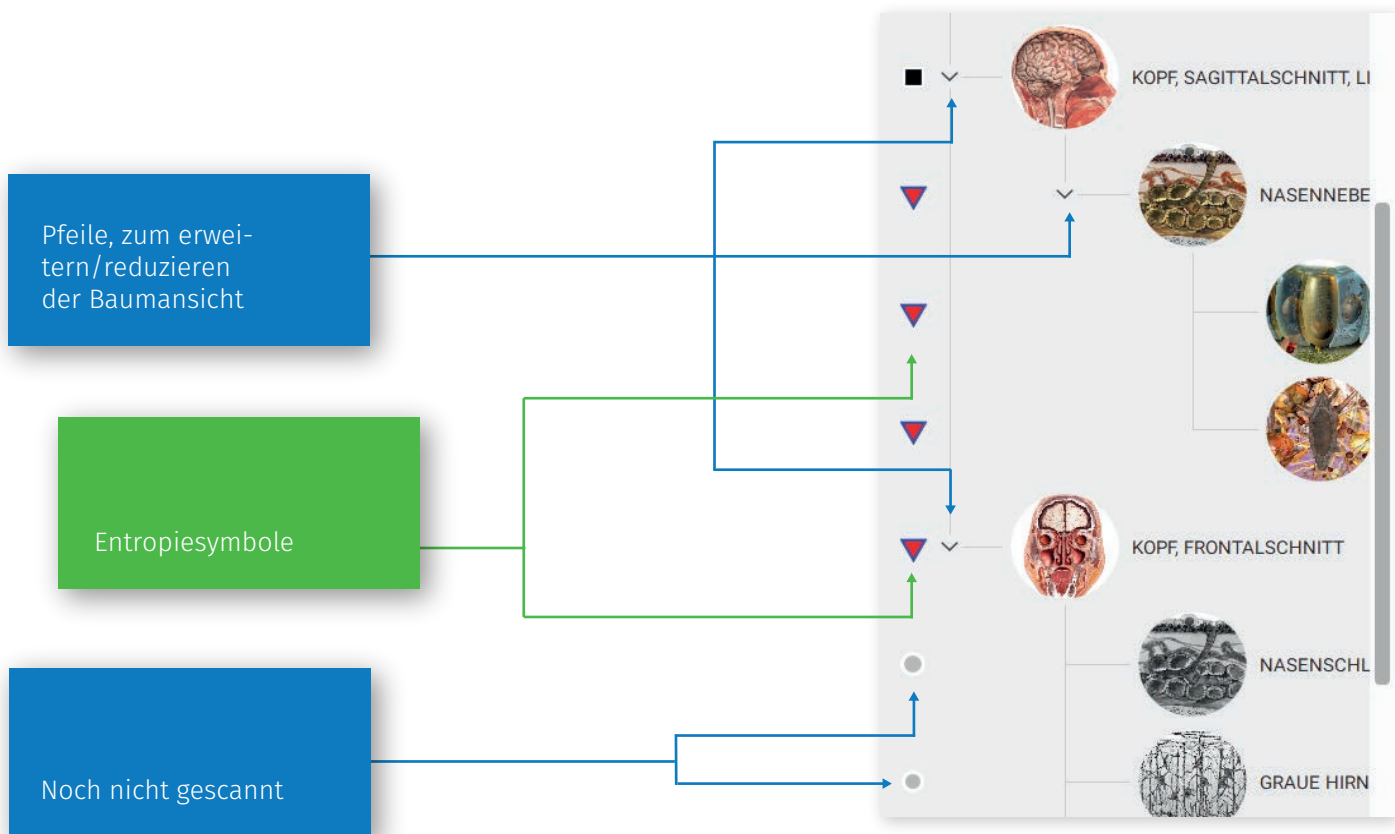 KOPF, SAGITTALSCHNITT, LI
NASENNEBE
Pfeile, zum erwei-
tern/reduzieren
der Baumansicht
Entropiesymbole
KOPF, FRONTALSCHNITT
NASENSCHL
Noch nicht gescannt
GRAUE HIRN